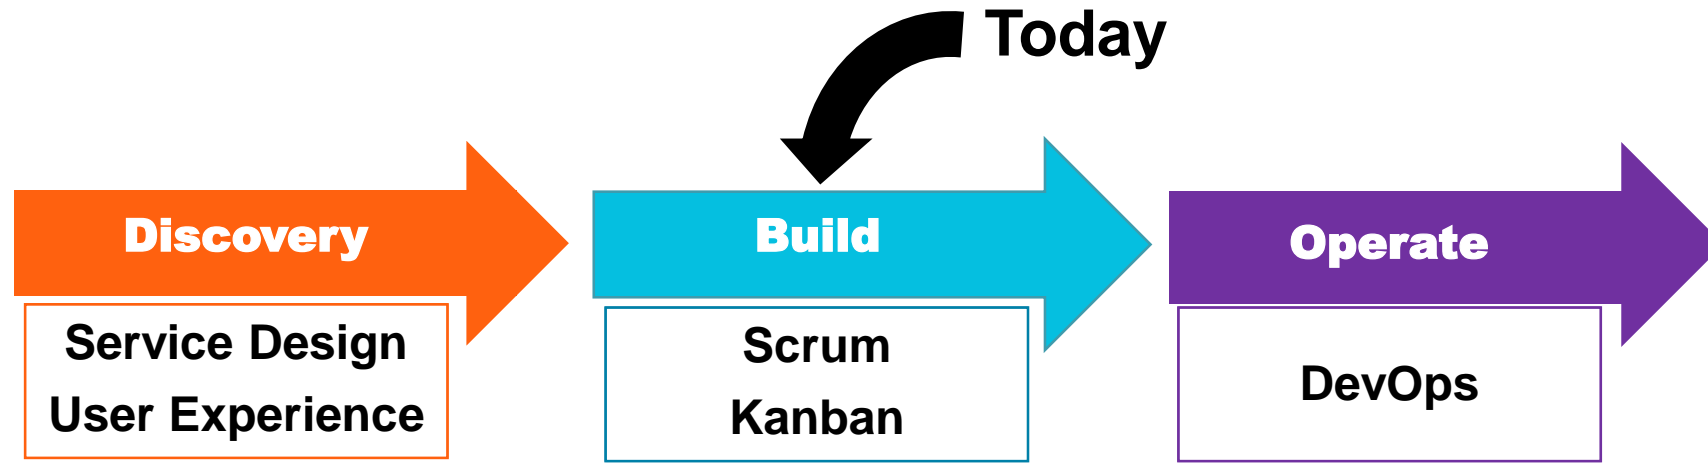 Today
Discovery
Build
Operate
Service Design
User Experience
Scrum
Kanban
DevOps